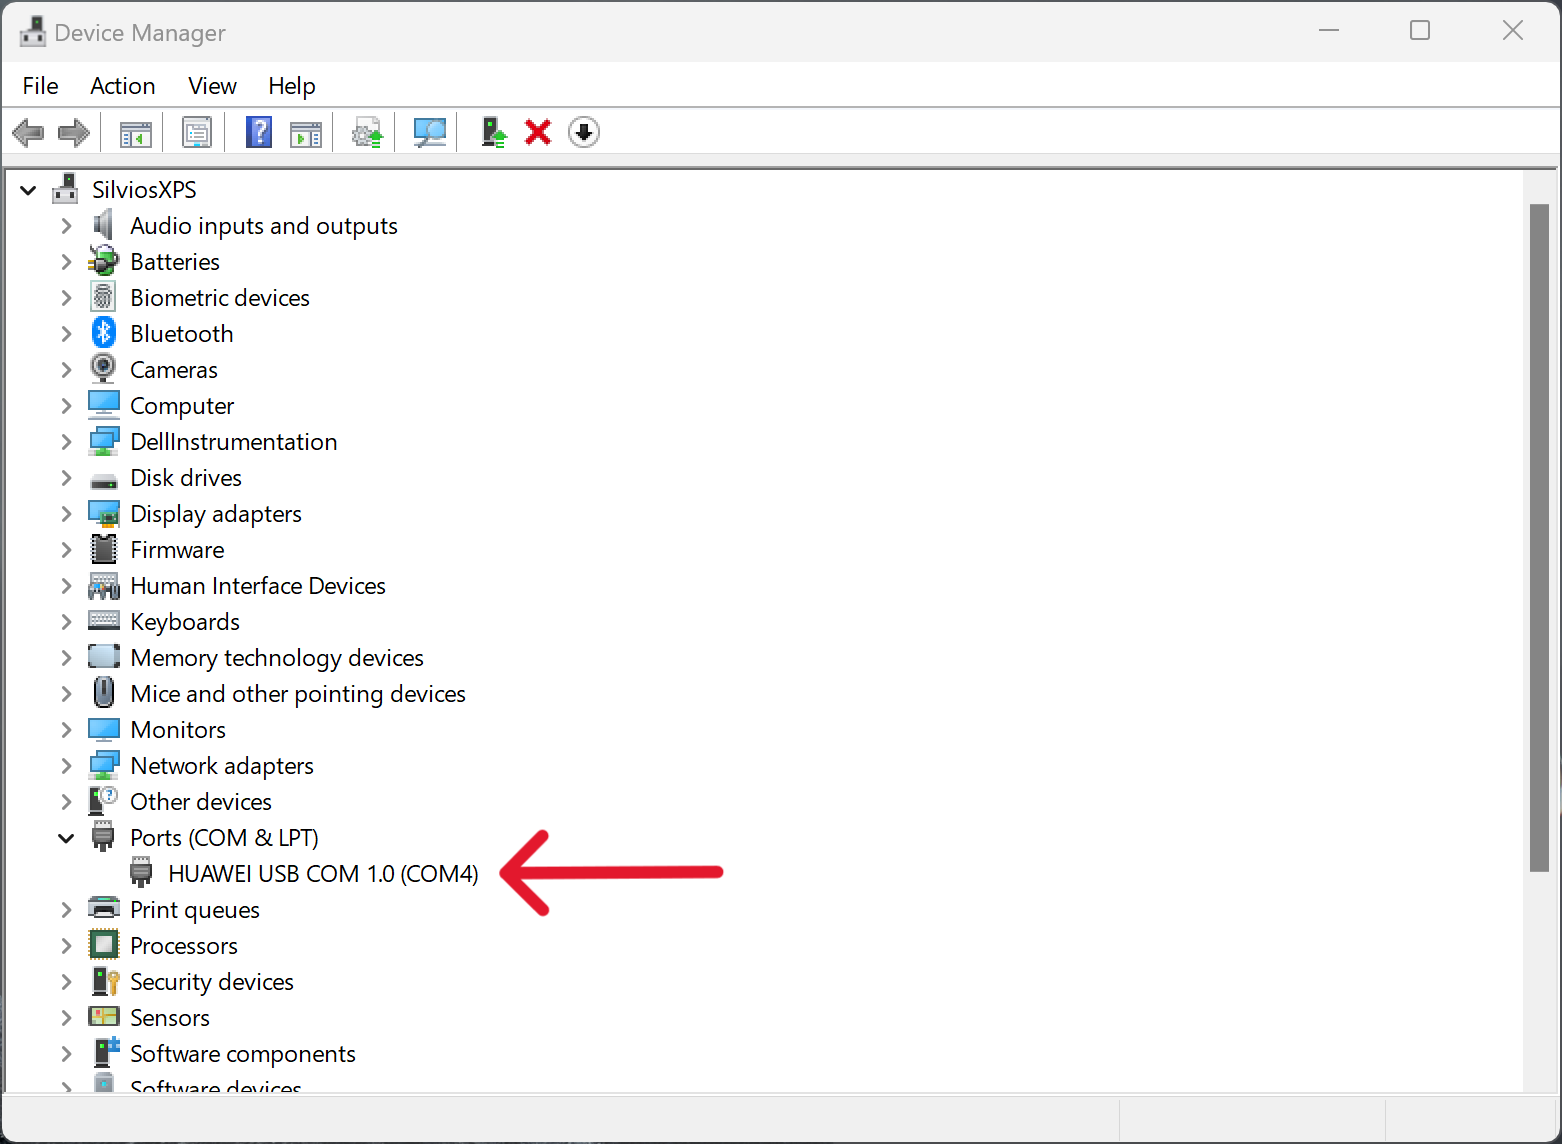 Device Manager
File Action View Help
SilviosXPS
Audio inputs and outputs
Batteries
Biometric devices
Bluetooth
Cameras
Computer
DellInstrumentation
Disk drives
Display adapters
Firmware
Human Interface Devices
Keyboards
Memory technology devices
Mice and other pointing devices
Monitors
Network adapters
Other devices
Ports (COM & LPT)
HUAWEI USB COM 1.0 (COM4)
Print queues
Processors
Security devices
Sensors
Software components
Software devices